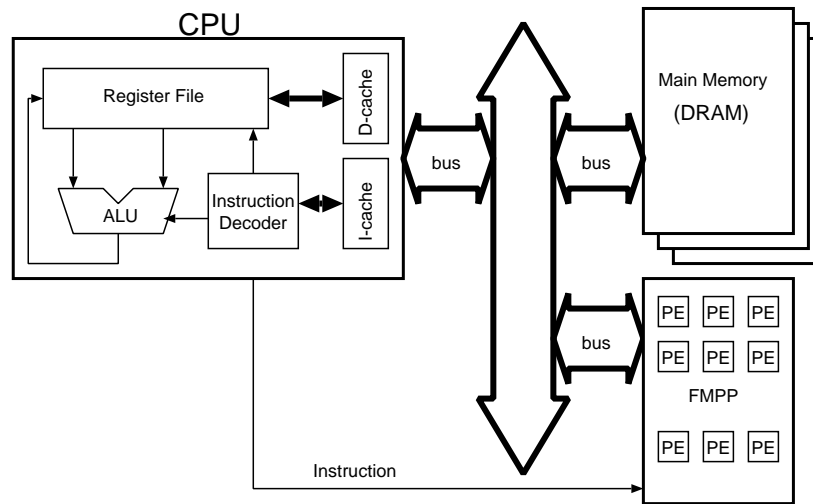 CPU
Register File
D-cache
ALU
Instruction
Decoder
I-cache
bus
bus
Main Memory
(DRAM)
bus
PE PE PE
PE PE PE
FMPP
PE PE PE
Instruction